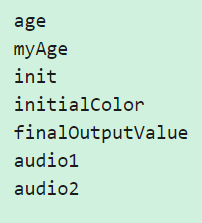 age
myAge
init
initialColor
finalOutputValue
audio1
audio2